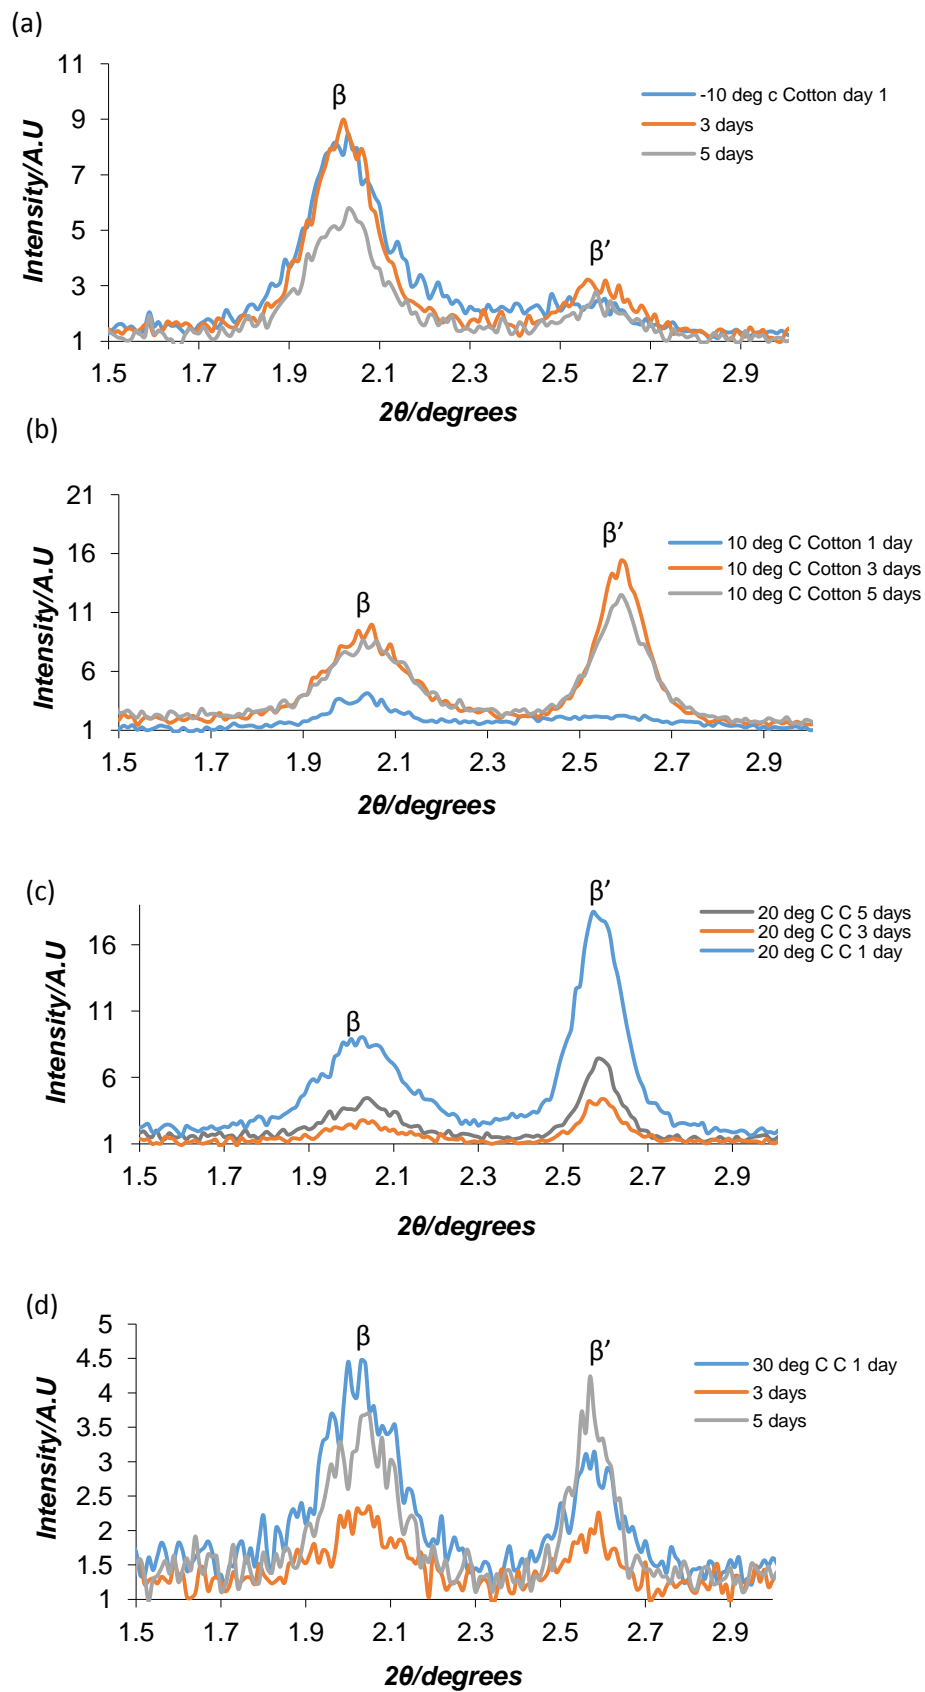 (a)
11
9
7
5
3
1
Intensity/A.U
β
β’
-10 deg c Cotton day 1
3 days
5 days
1.5 1.7 1.9 2.1 2.3 2.5 2.7 2.9
2θ/degrees
(b)
21
16
11
6
1
Intensity/A.U
β
β’
10 deg C Cotton 1 day
10 deg C Cotton 3 days
10 deg C Cotton 5 days
1.5 1.7 1.9 2.1 2.3 2.5 2.7 2.9
2θ/degrees
(c)
16
11
6
1
Intensity/A.U
β
β’
20 deg C C 5 days
20 deg C C 3 days
20 deg C C 1 day
1.5 1.7 1.9 2.1 2.3 2.5 2.7 2.9
2θ/degrees
(d)
5
4.5
4
3.5
3
2.5
2
1.5
1
Intensity/A.U
β
β’
30 deg C C 1 day
3 days
5 days
1.5 1.7 1.9 2.1 2.3 2.5 2.7 2.9
2θ/degrees